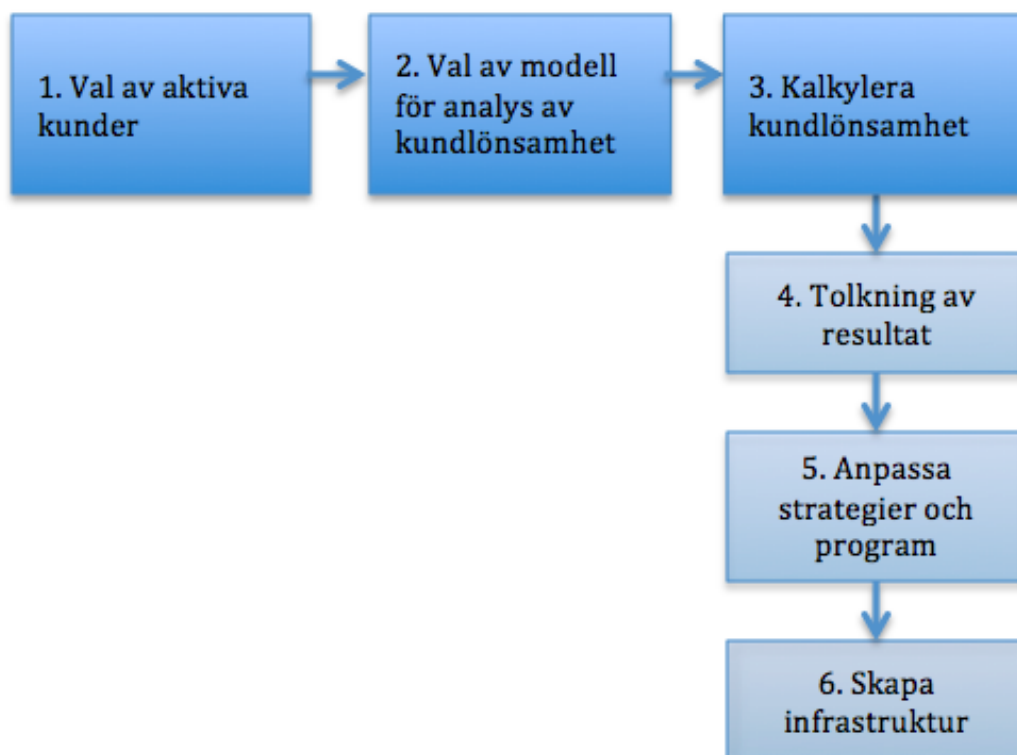 1. Val av aktiva
kunder
2. Val av modell
för analys av
kundlönsamhet
3. Kalkylera
kundlönsamhet
4. Tolkning av
resultat
5. Anpassa
strategier och
program
6. Skapa
infrastruktur